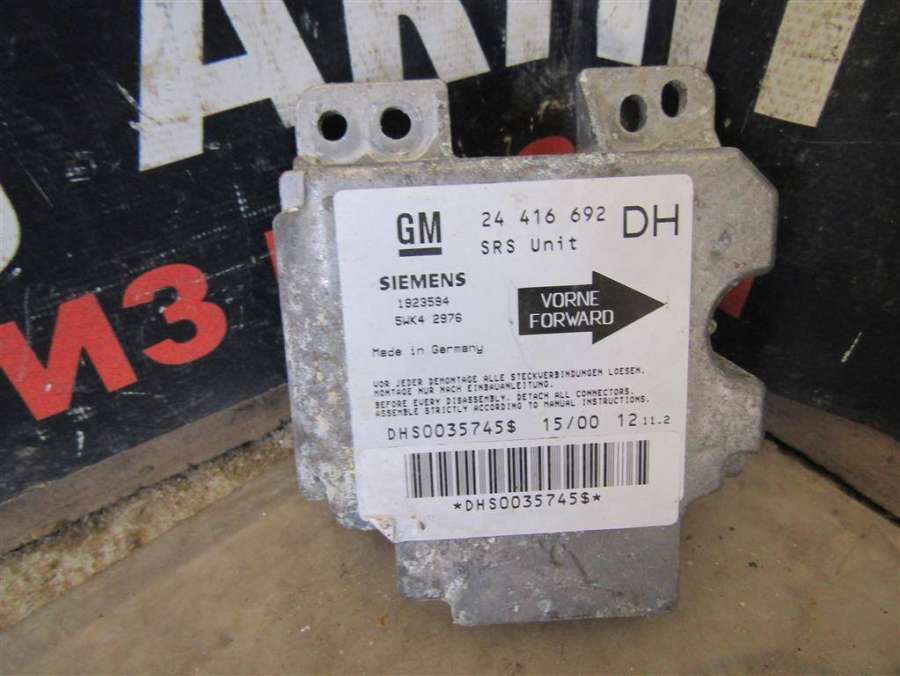 ИЗ
GM
24 416 692 DH
SRS Unit
SIEMENS
1923594
5WK4 2976
VORNE
FORWARD
Made in Germany
VOR JEDER DEMONTAGE ALLE STECKVERBINDUNGEN LOESEN.
MONTAGE NUR NACH EINBAUANLEITUNG.
BEFORE EVERY DISASSEMBLY, DETACH ALL CONNECTORS.
ASSEMBLE STRICTLY ACCORDING TO MANUAL INSTRUCTIONS.
DHS0035745$ 15/00 12 11.2
*DHS0035745$*